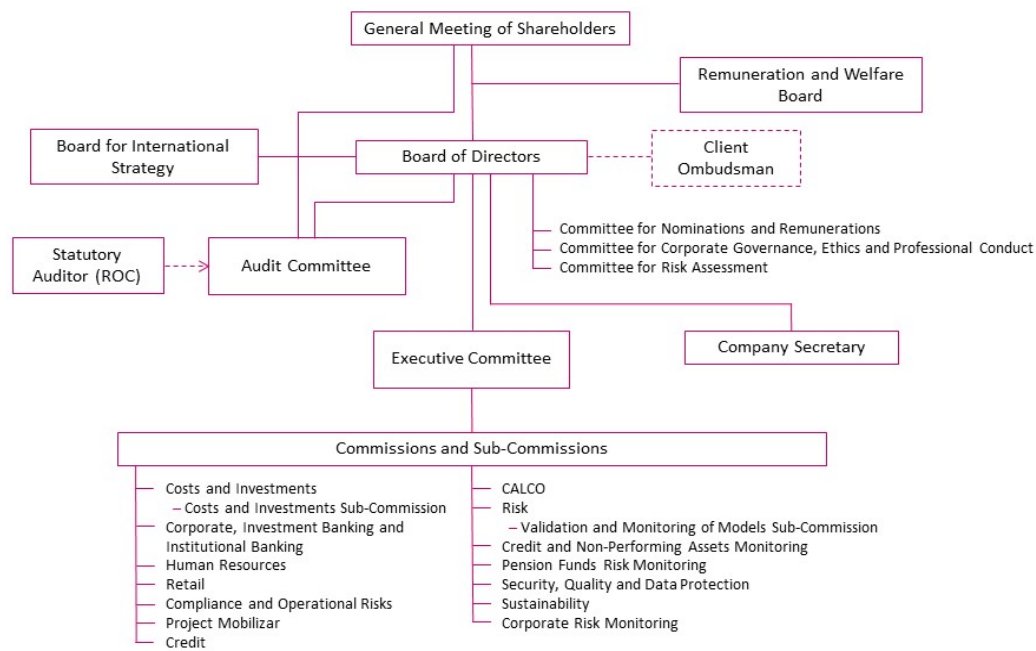 General Meeting of Shareholders
Remuneration and Welfare
Board
Board for International
Strategy
Board of Directors
Client
Ombudsman
Committee for Nominations and Remunerations
Committee for Corporate Governance, Ethics and Professional Conduct
Committee for Risk Assessment
Statutory
Auditor (ROC)
Audit Committee
Executive Committee
Company Secretary
Commissions and Sub-Commissions
Costs and Investments
– Costs and Investments Sub-Commission
Corporate, Investment Banking and
Institutional Banking
Human Resources
Retail
Compliance and Operational Risks
Project Mobilizar
Credit
CALCO
Risk
– Validation and Monitoring of Models Sub-Commission
Credit and Non-Performing Assets Monitoring
Pension Funds Risk Monitoring
Security, Quality and Data Protection
Sustainability
Corporate Risk Monitoring